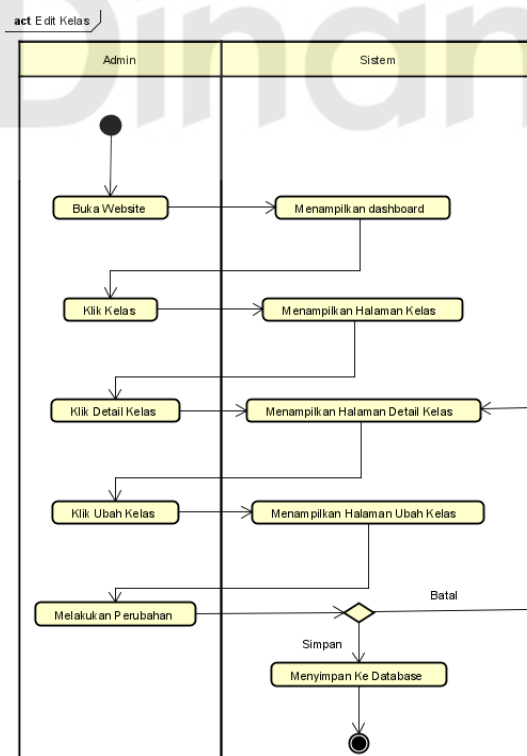 act Edit Kelas
Dinam
Admin
Sistem
Buka Website
Menampilkan dashboard
Klik Kelas
Menampilkan Halaman Kelas
Klik Detail Kelas
Menampilkan Halaman Detail Kelas
Klik Ubah Kelas
Menampilkan Halaman Ubah Kelas
Melakukan Perubahan
Batal
Simpan
Menyimpan Ke Database